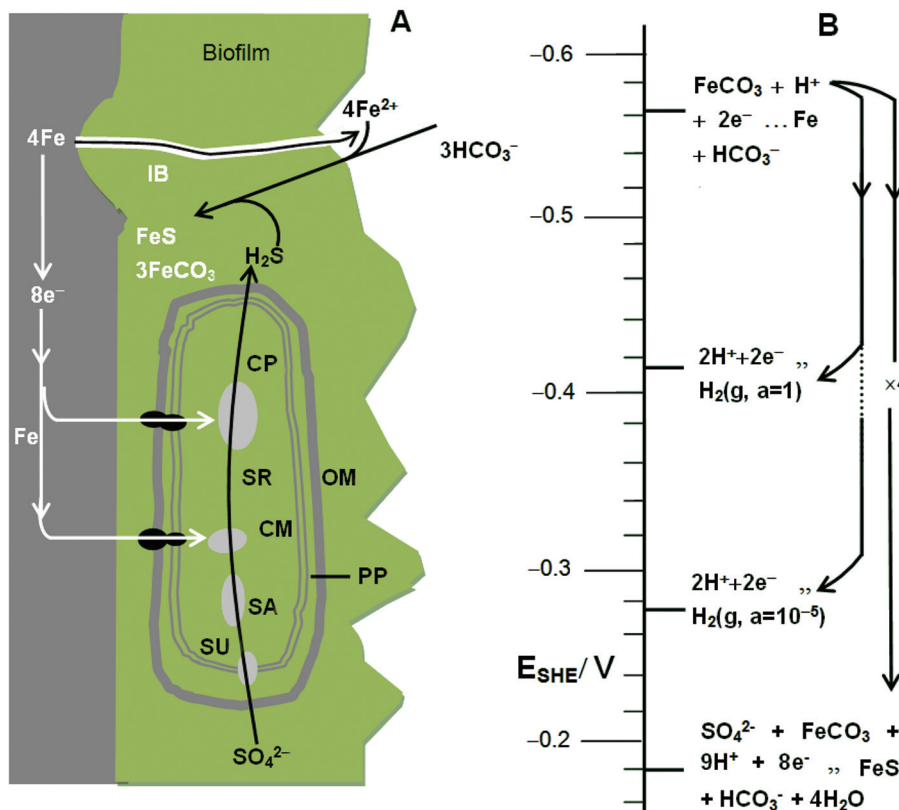 A
Biofilm
4Fe²⁺
4Fe
3HCO₃⁻
IB
FeS
3FeCO₃
H₂S
8e⁻
CP
Fe
SR
OM
CM
PP
SA
SU
SO₄²⁻
B
−0.6
FeCO₃ + H⁺
+ 2e⁻ ...Fe
+ HCO₃⁻
−0.5
2H⁺+2e⁻ ,,
H₂(g, a=1)
−0.4
×4
−0.3
2H⁺+2e⁻ ,,
H₂(g, a=10⁻⁵)
E_SHE/ V
−0.2
SO₄²⁻ + FeCO₃ +
9H⁺ + 8e⁻ ,, FeS
+ HCO₃⁻ + 4H₂O